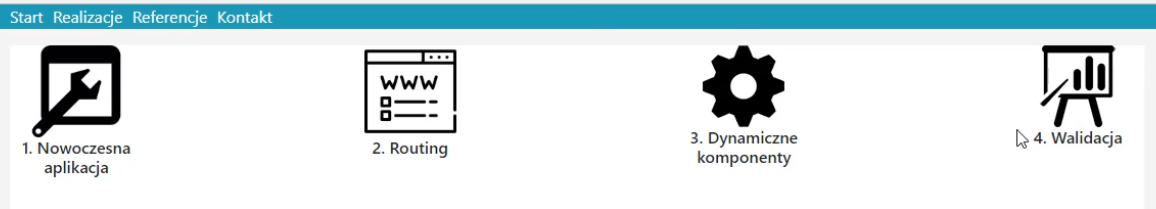 Start Realizacje Referencje Kontakt
WWW
1. Nowoczesna
aplikacja
2. Routing
3. Dynamiczne
komponenty
4. Walidacja